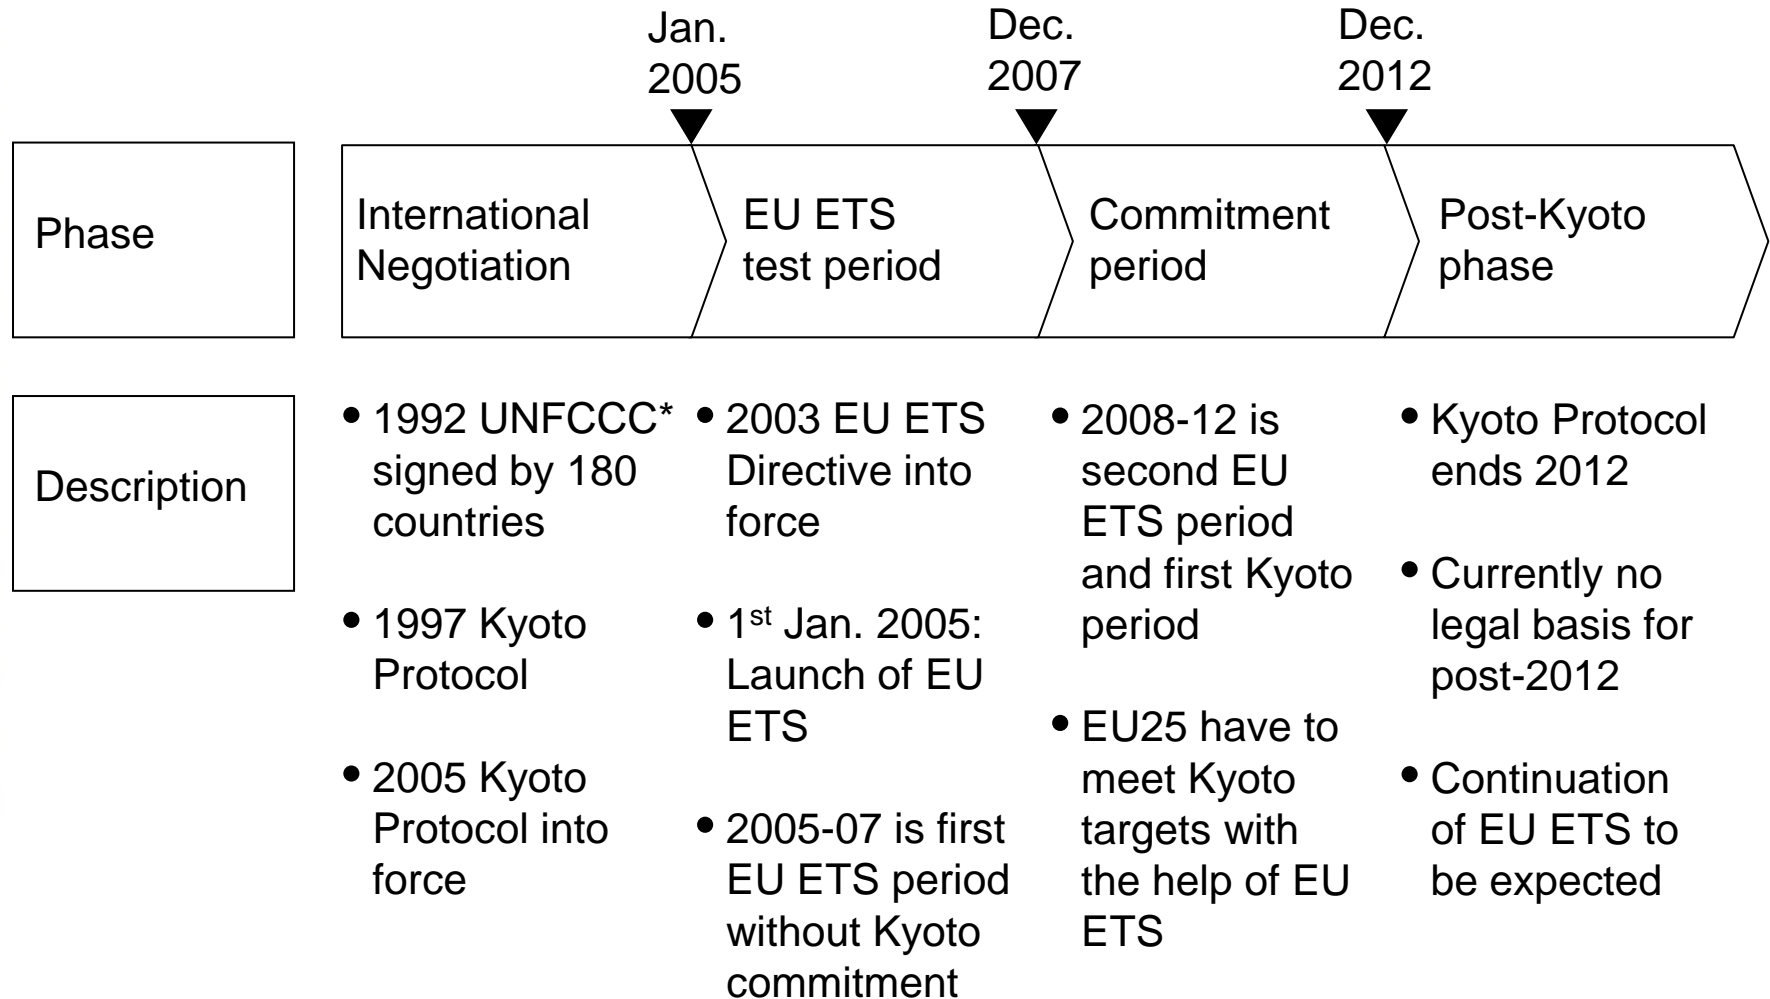 Jan.
2005
Dec.
2007
Dec.
2012
Phase
International
Negotiation
EU ETS
test period
Commitment
period
Post-Kyoto
phase
Description
• 1992 UNFCCC*
signed by 180
countries
• 1997 Kyoto
Protocol
• 2005 Kyoto
Protocol into
force
• 2003 EU ETS
Directive into
force
• 1st Jan. 2005:
Launch of EU
ETS
• 2005-07 is first
EU ETS period
without Kyoto
commitment
• 2008-12 is
second EU
ETS period
and first Kyoto
period
• EU25 have to
meet Kyoto
targets with
the help of EU
ETS
• Kyoto Protocol
ends 2012
• Currently no
legal basis for
post-2012
• Continuation
of EU ETS to
be expected